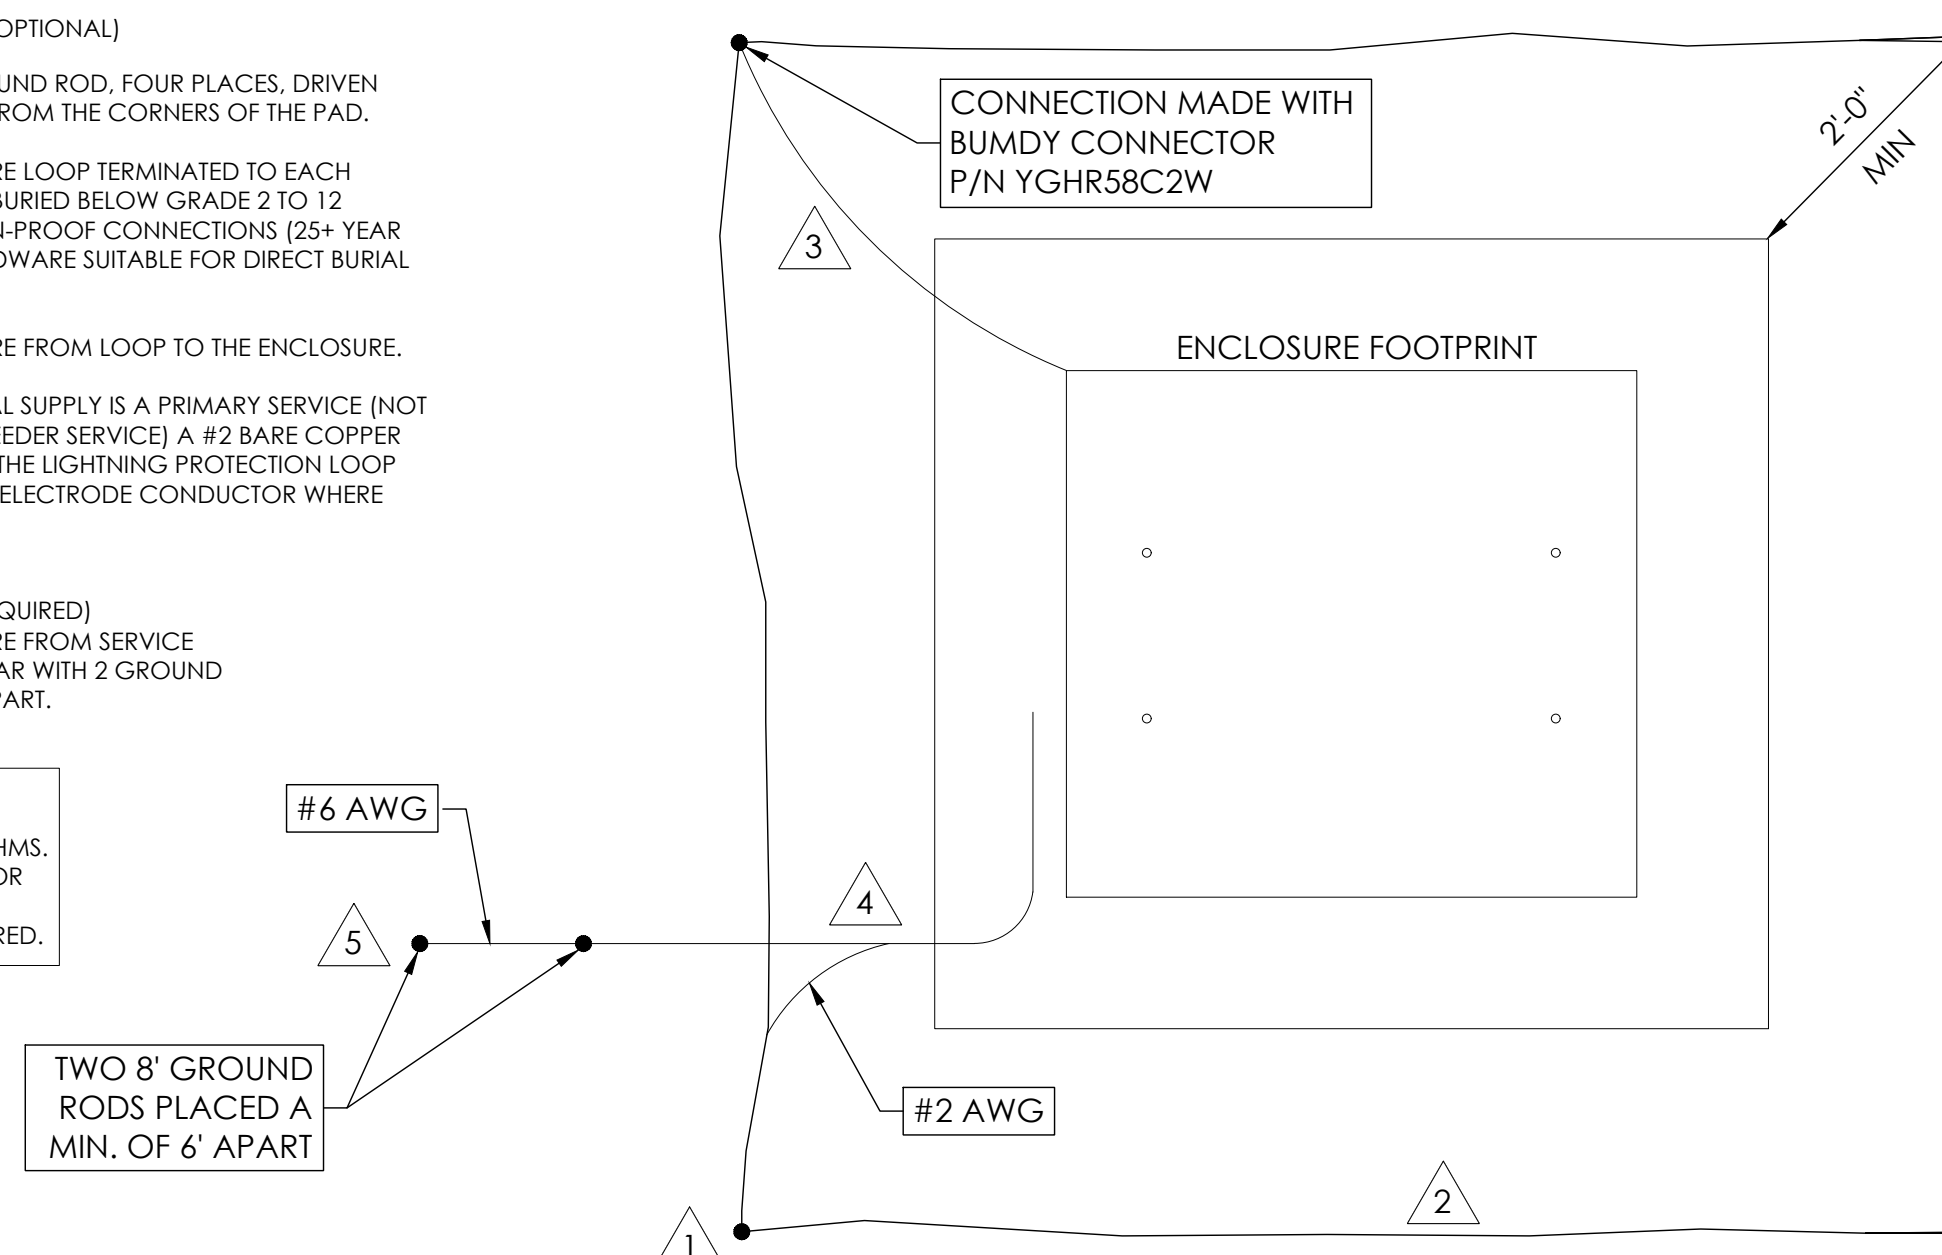 OPTIONAL)
UND ROD, FOUR PLACES, DRIVEN
FROM THE CORNERS OF THE PAD.
RE LOOP TERMINATED TO EACH
BURIED BELOW GRADE 2 TO 12
N-PROOF CONNECTIONS (25+ YEAR
DWARE SUITABLE FOR DIRECT BURIAL
RE FROM LOOP TO THE ENCLOSURE.
AL SUPPLY IS A PRIMARY SERVICE (NOT
EEDER SERVICE) A #2 BARE COPPER
THE LIGHTNING PROTECTION LOOP
ELECTRODE CONDUCTOR WHERE
QUIRED)
RE FROM SERVICE
AR WITH 2 GROUND
PART.
HMS.
OR
RED.
CONNECTION MADE WITH
BUMDY CONNECTOR
P/N YGHR58C2W
2'-0"
MIN
3
ENCLOSURE FOOTPRINT
#6 AWG
4
5
TWO 8' GROUND
RODS PLACED A
MIN. OF 6' APART
#2 AWG
2
1